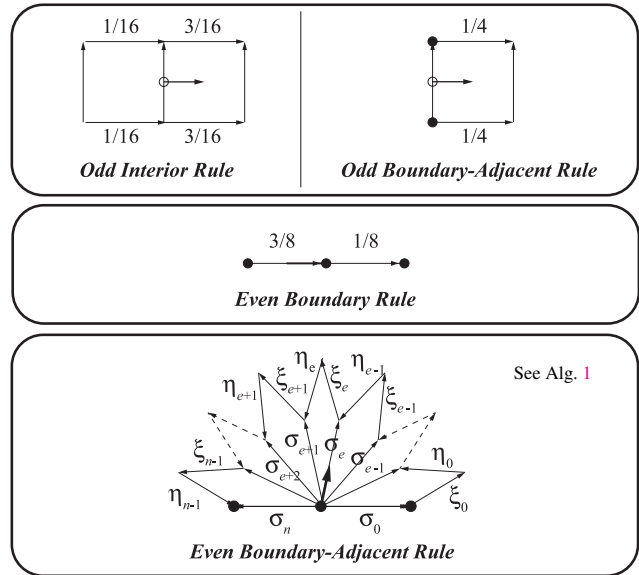 1/16 3/16 1/4
1/16 3/16 1/4
Odd Interior Rule Odd Boundary-Adjacent Rule
3/8 1/8
Even Boundary Rule
See Alg. 1
η_e ξ_e η_{e-1}
η_{e+1} ξ_{e+1} ξ_{e-1}
σ_{e+1} σ_e σ_{e-1}
ξ_{n-1} σ_{e+2} η_0
η_{n-1} ξ_0
σ_n σ_0
Even Boundary-Adjacent Rule